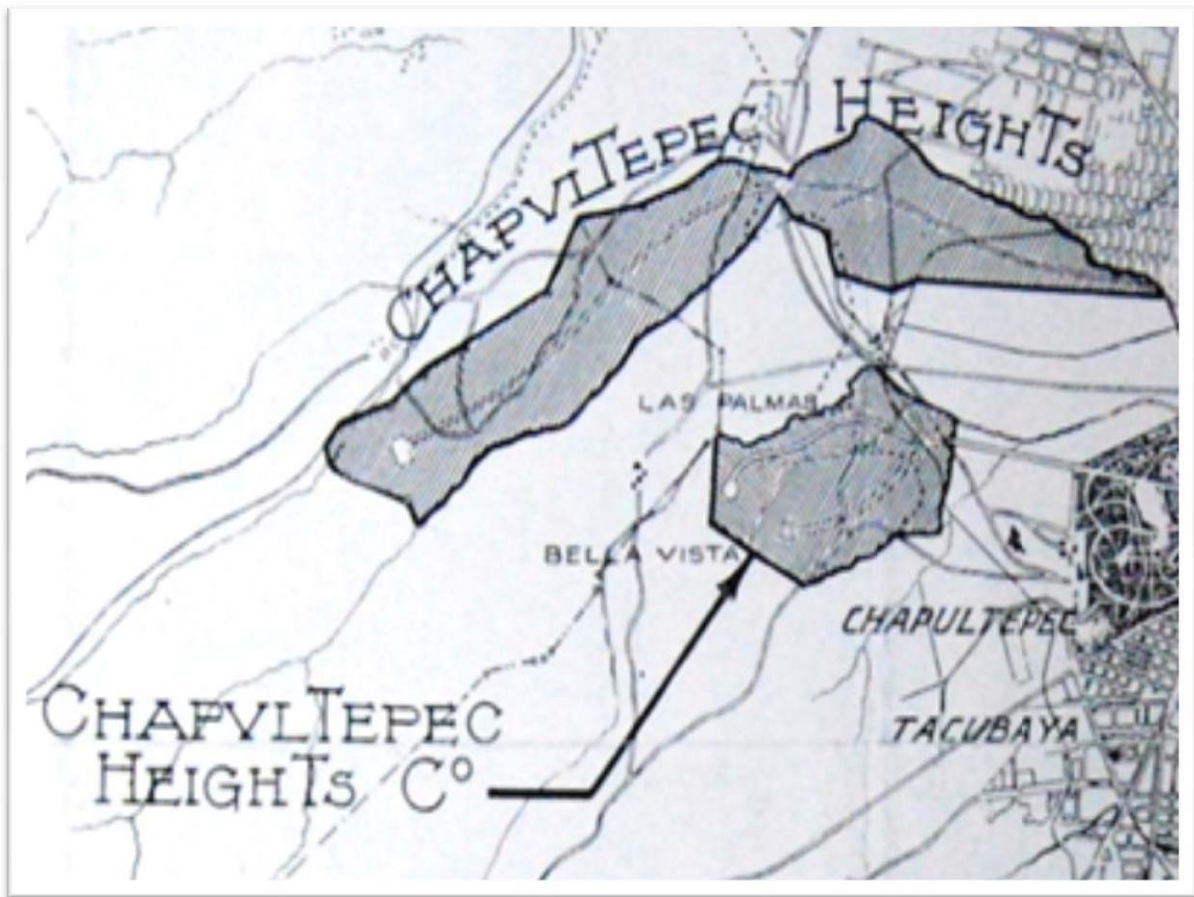 CHAPVLTEPEC HEIGHTS
LAS PALMAS
BELLA VISTA
CHAPULTEPEC
TACUBAYA
CHAPVLTEPEC
HEIGHTS Cº